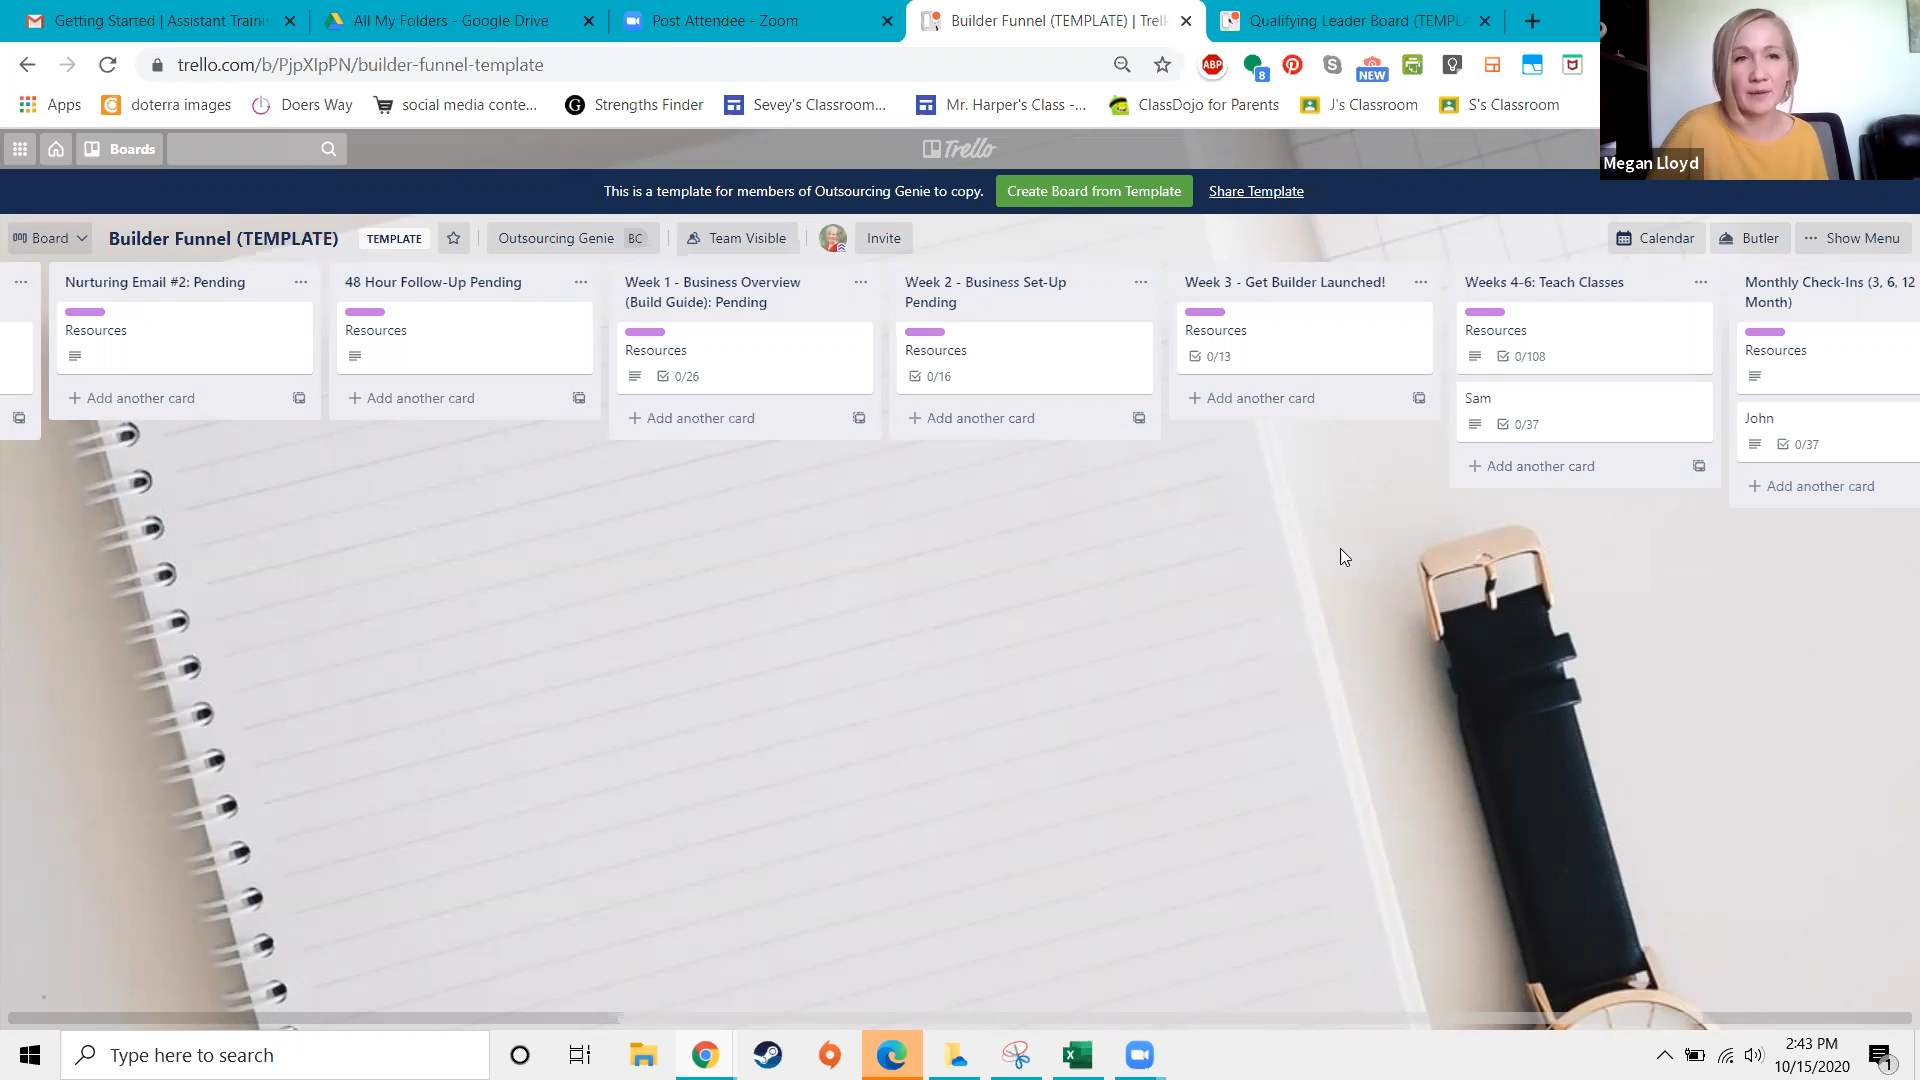 Getting Started | Assistant Traini
All My Folders - Google Drive
Post Attendee - Zoom
Builder Funnel (TEMPLATE) | Trell
Qualifying Leader Board (TEMPL
trello.com/b/PjpXIpPN/builder-funnel-template
ABP
8
NEW
Apps
doterra images
Doers Way
social media conte...
G
Strengths Finder
Sevey's Classroom...
Mr. Harper's Class -...
ClassDojo for Parents
J's Classroom
S's Classroom
Megan Lloyd
Boards
Trello
This is a template for members of Outsourcing Genie to copy.
Create Board from Template
Share Template
Board
Builder Funnel (TEMPLATE)
TEMPLATE
Outsourcing Genie BC
Team Visible
Invite
Calendar
Butler
Show Menu
Nurturing Email #2: Pending
Resources
Add another card
48 Hour Follow-Up Pending
Resources
Add another card
Week 1 - Business Overview
(Build Guide): Pending
Resources
0/26
Add another card
Week 2 - Business Set-Up
Pending
Resources
0/16
Add another card
Week 3 - Get Builder Launched!
Resources
0/13
Add another card
Weeks 4-6: Teach Classes
Resources
0/108
Sam
0/37
Add another card
Monthly Check-Ins (3, 6, 12
Month)
Resources
John
0/37
Add another card
Type here to search
2:43 PM
10/15/2020
1